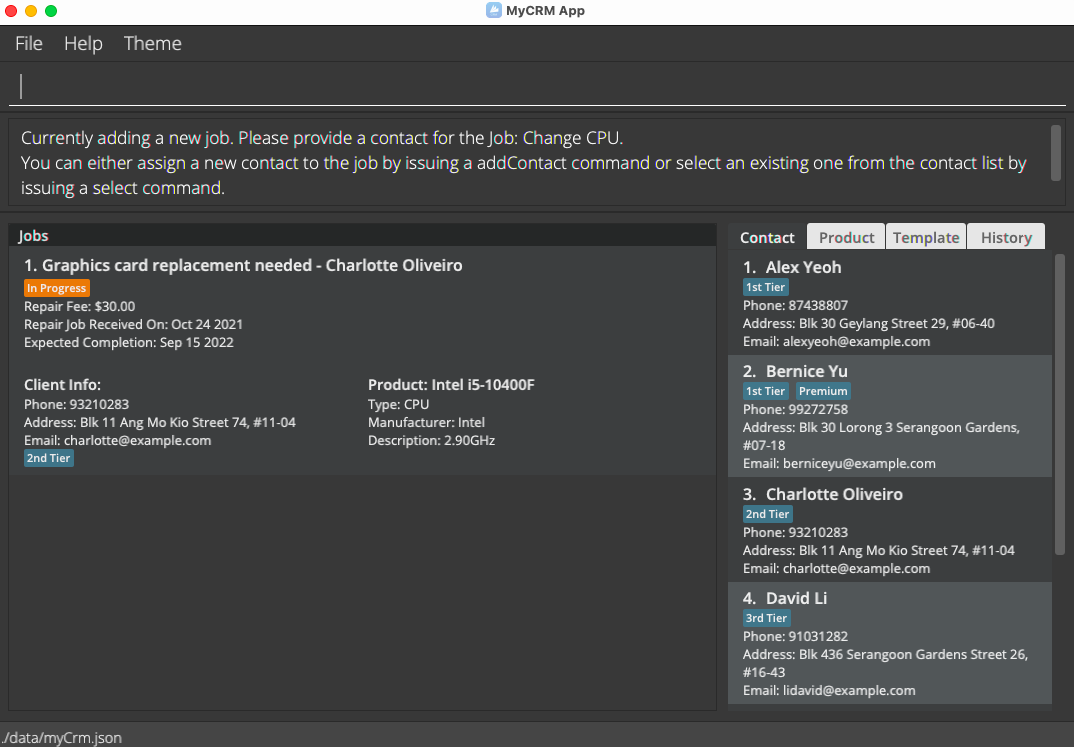 MyCRM App
File Help Theme
Currently adding a new job. Please provide a contact for the Job: Change CPU.
You can either assign a new contact to the job by issuing a addContact command or select an existing one from the contact list by
issuing a select command.
Jobs
1. Graphics card replacement needed - Charlotte Oliveiro
In Progress
Repair Fee: $30.00
Repair Job Received On: Oct 24 2021
Expected Completion: Sep 15 2022
Client Info:
Phone: 93210283
Address: Blk 11 Ang Mo Kio Street 74, #11-04
Email: charlotte@example.com
2nd Tier
Product: Intel i5-10400F
Type: CPU
Manufacturer: Intel
Description: 2.90GHz
Contact Product Template History
1. Alex Yeoh
1st Tier
Phone: 87438807
Address: Blk 30 Geylang Street 29, #06-40
Email: alexyeoh@example.com
2. Bernice Yu
1st Tier Premium
Phone: 99272758
Address: Blk 30 Lorong 3 Serangoon Gardens,
#07-18
Email: berniceyu@example.com
3. Charlotte Oliveiro
2nd Tier
Phone: 93210283
Address: Blk 11 Ang Mo Kio Street 74, #11-04
Email: charlotte@example.com
4. David Li
3rd Tier
Phone: 91031282
Address: Blk 436 Serangoon Gardens Street 26,
#16-43
Email: lidavid@example.com
./data/myCrm.json